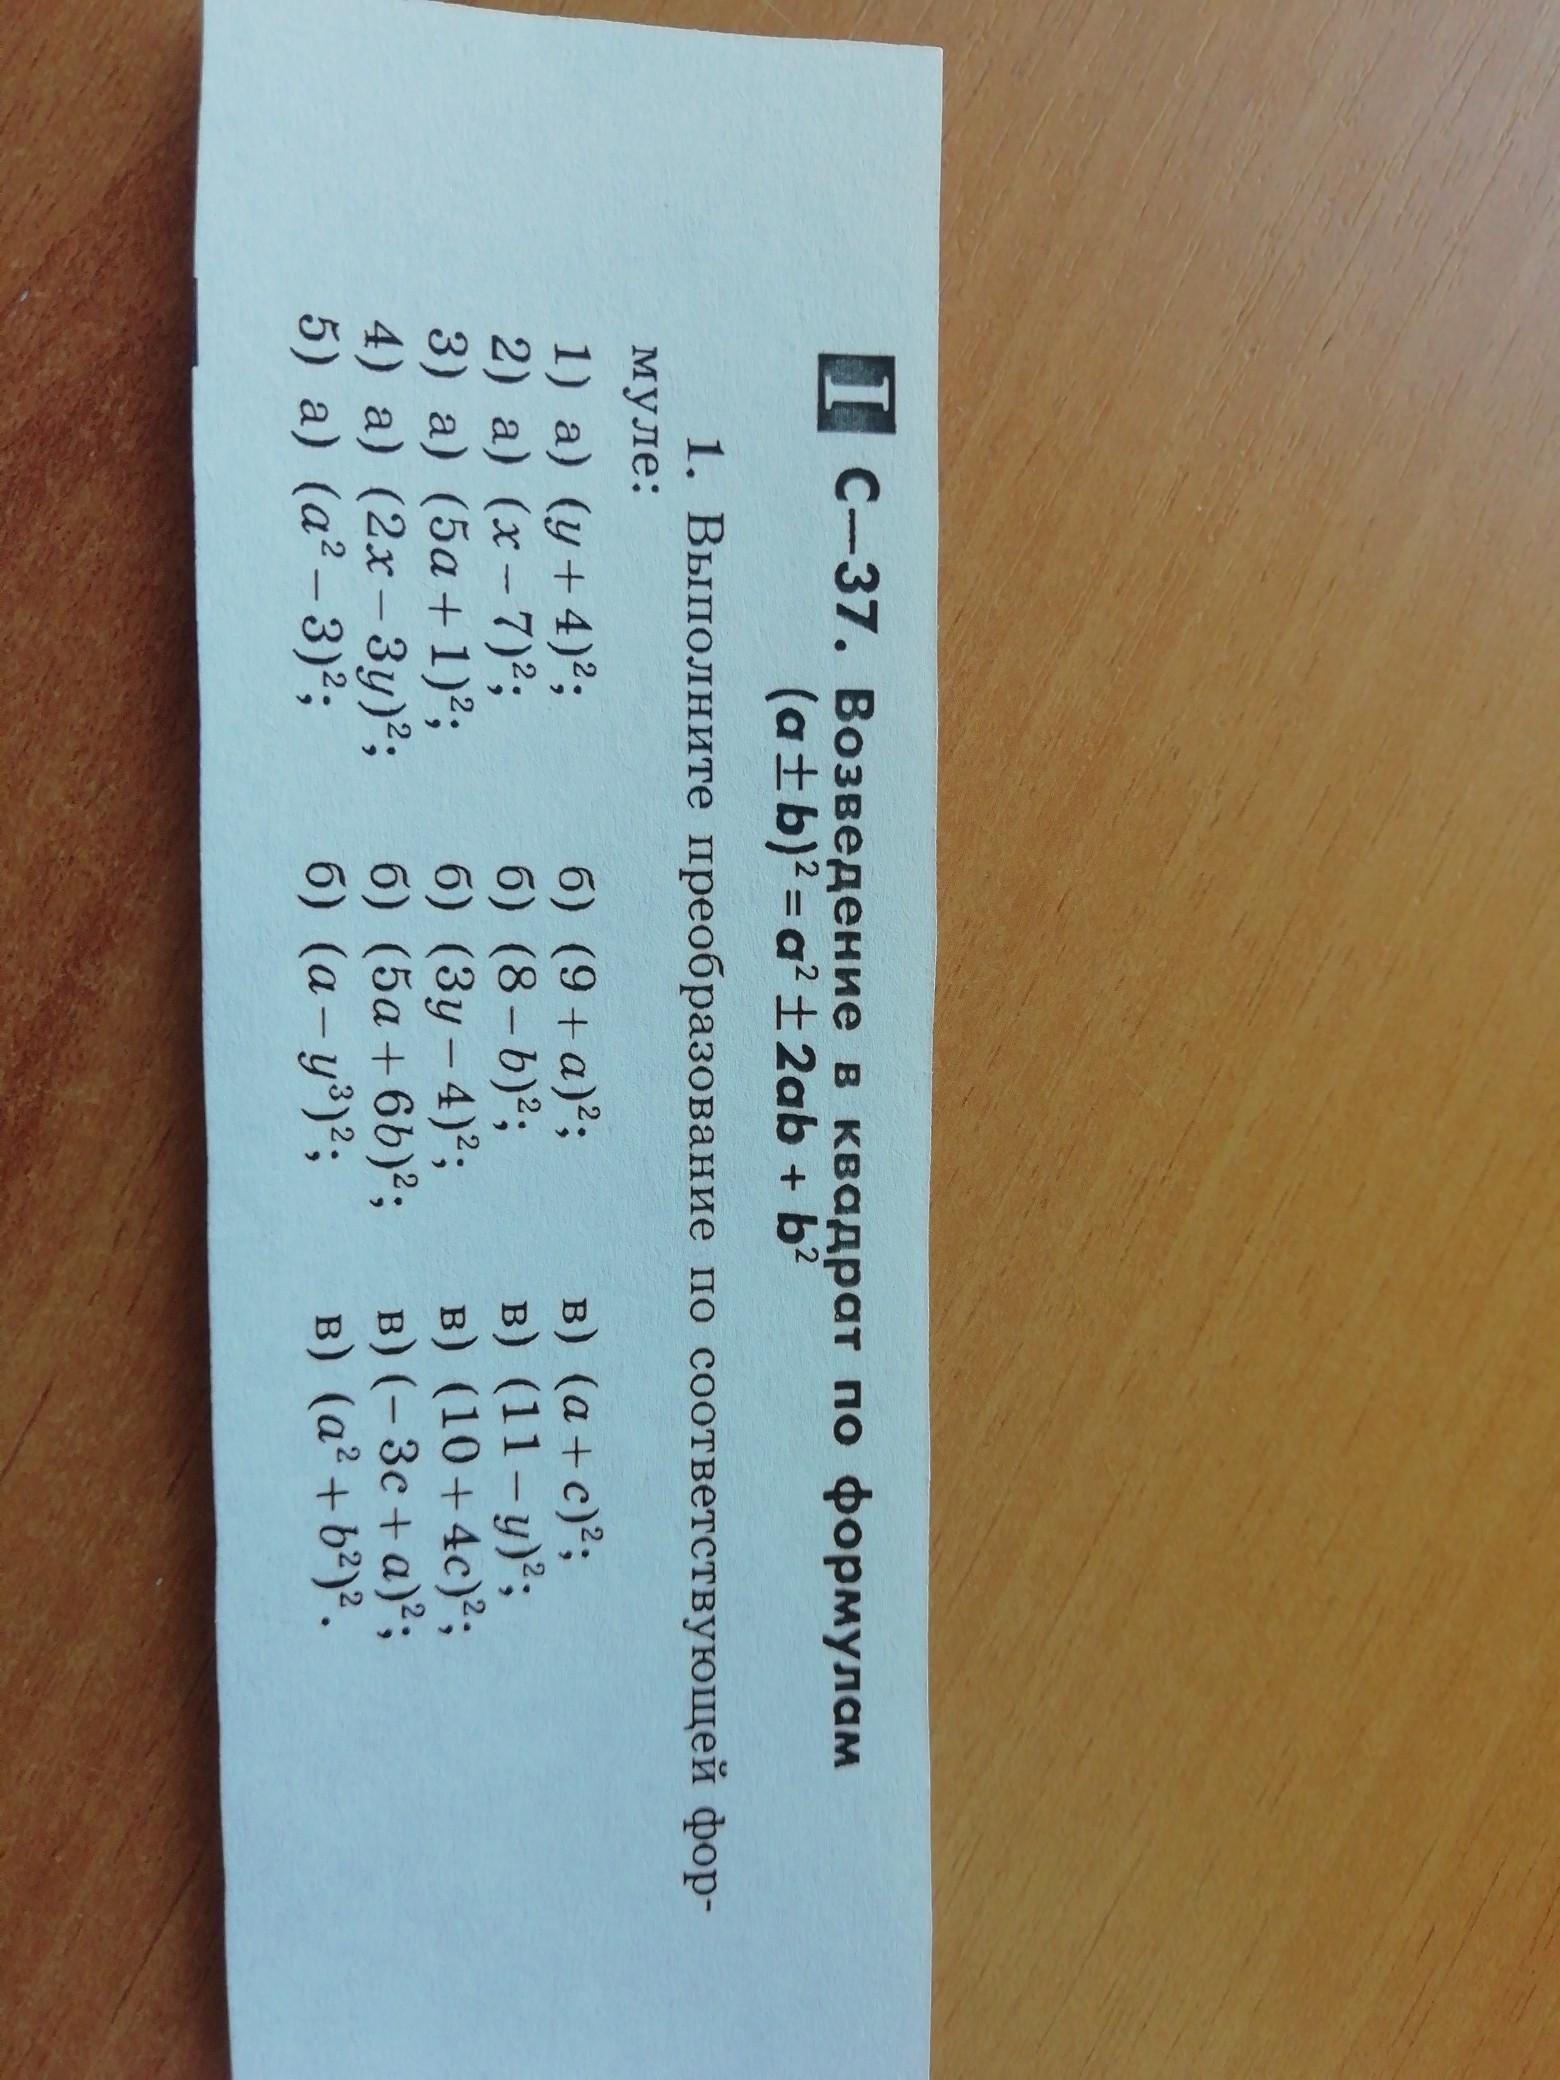 I С—37. Возведение в квадрат по формулам
(a ± b)² = a² ± 2ab + b²
1. Выполните преобразование по соответствующей фор-
муле:
1) а) (y + 4)²; б) (9 + a)²; в) (a + c)²;
2) а) (x − 7)²; б) (8 − b)²; в) (11 − y)²;
3) а) (5a + 1)²; б) (3y − 4)²; в) (10 + 4c)²;
4) а) (2x − 3y)²; б) (5a + 6b)²; в) (−3c + a)²;
5) а) (a² − 3)²; б) (a − y³)²; в) (a² + b²)².